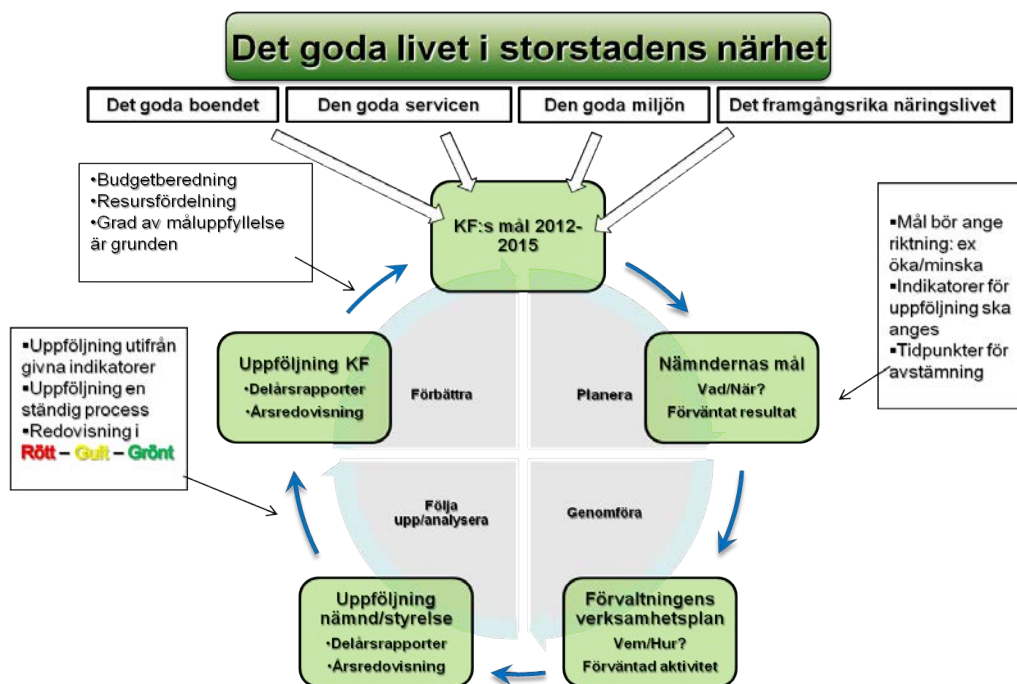 Det goda livet i storstadens närhet
Det goda boendet
Den goda servicen
Den goda miljön
Det framgångsrika näringslivet
•Budgetberedning
•Resursfördelning
•Grad av måluppfyllelse
är grunden
KF:s mål 2012-
2015
▪Mål bör ange
riktning: ex
öka/minska
▪Indikatorer för
uppföljning ska
anges
▪Tidpunkter för
avstämning
▪Uppföljning utifrån
givna indikatorer
▪Uppföljning en
ständig process
▪Redovisning i
Rött – Gult – Grönt
Uppföljning KF
•Delårsrapporter
•Årsredovisning
Förbättra
Planera
Nämndernas mål
Vad/När?
Förväntat resultat
Följa
upp/analysera
Genomföra
Uppföljning
nämnd/styrelse
•Delårsrapporter
•Årsredovisning
Förvaltningens
verksamhetsplan
Vem/Hur?
Förväntad aktivitet